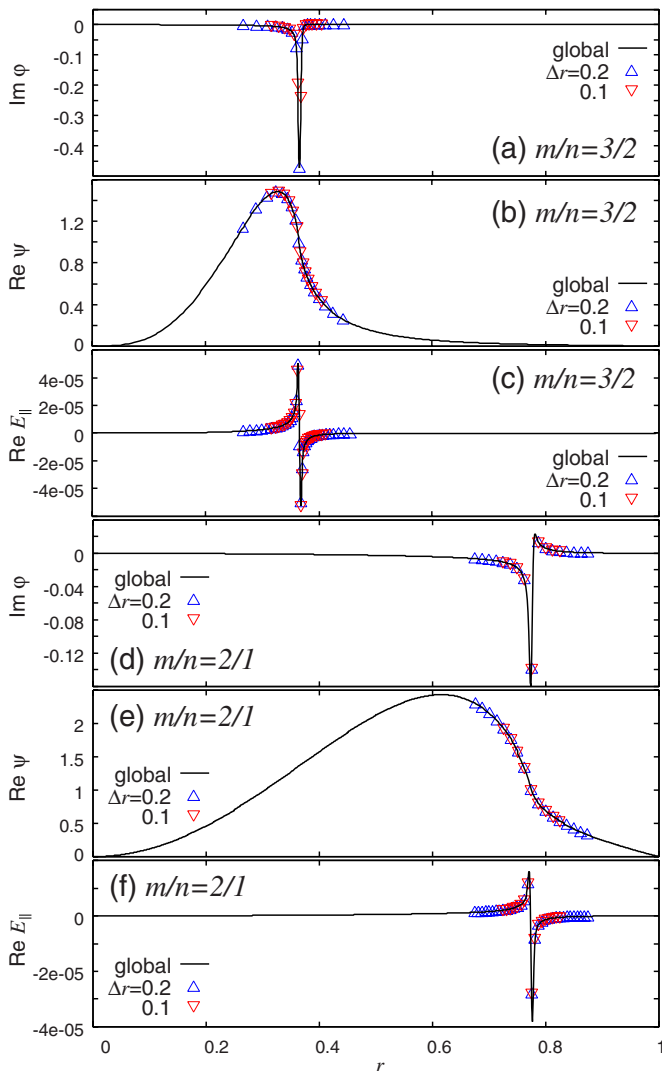 0
-0.1
-0.2
-0.3
-0.4
Im φ
global
Δr=0.2
0.1
(a) m/n=3/2
1.2
0.8
0.4
0
Re ψ
(b) m/n=3/2
global
Δr=0.2
0.1
4e-05
2e-05
0
-2e-05
-4e-05
Re E∥
(c) m/n=3/2
global
Δr=0.2
0.1
0
-0.04
-0.08
-0.12
Im φ
global
Δr=0.2
0.1
(d) m/n=2/1
2
1.5
1
0.5
0
Re ψ
(e) m/n=2/1
global
Δr=0.2
0.1
0
-2e-05
-4e-05
Re E∥
(f) m/n=2/1
global
Δr=0.2
0.1
0 0.2 0.4 0.6 0.8 1
r